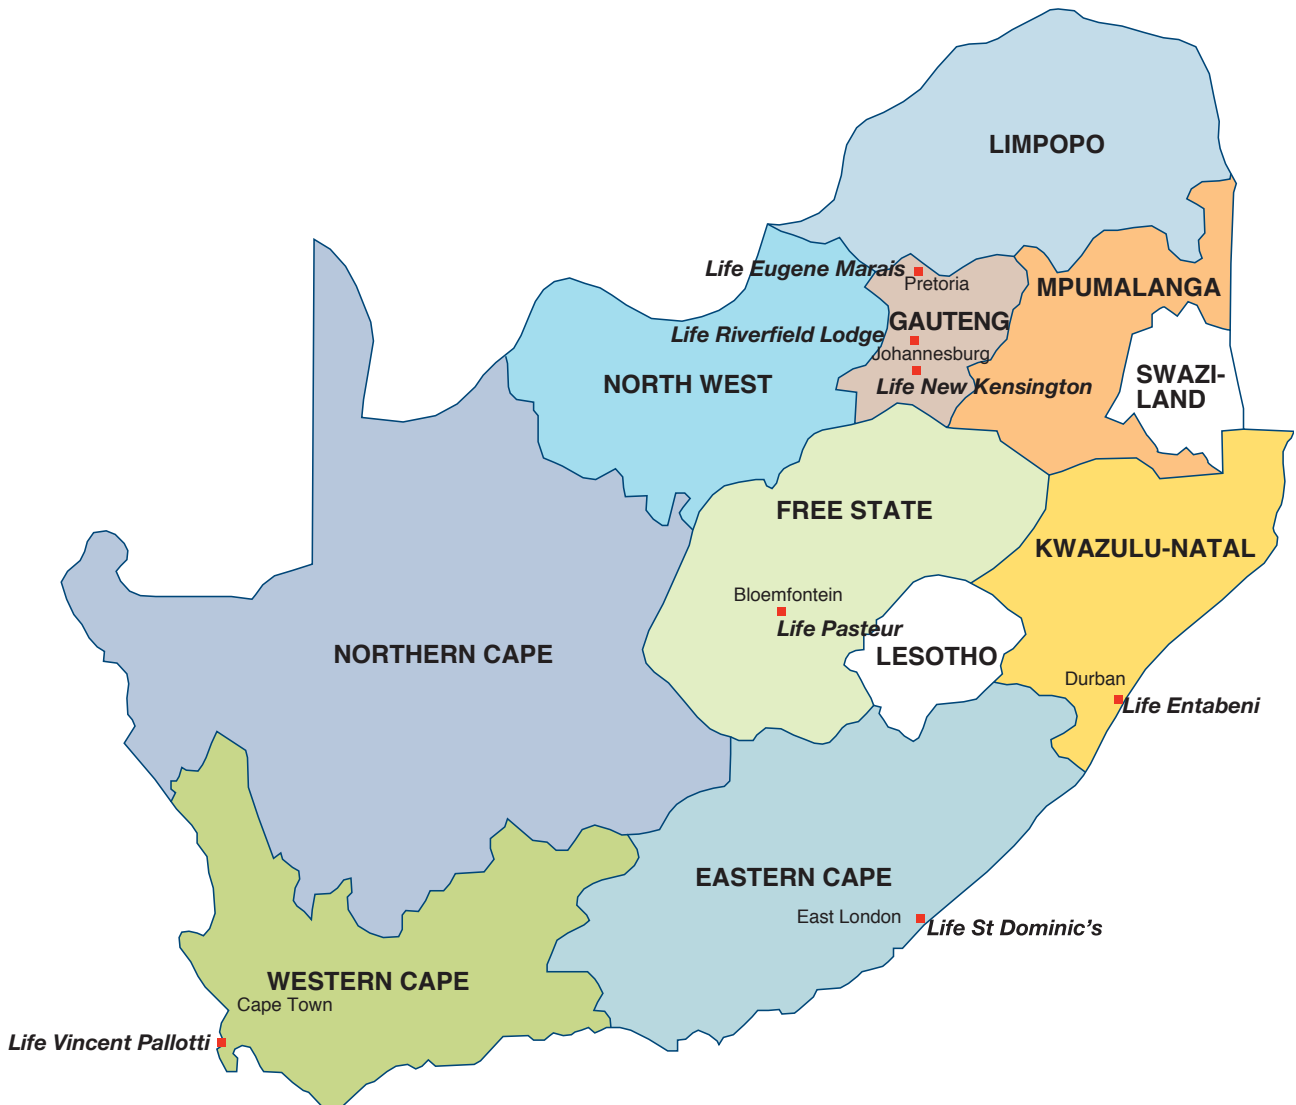 LIMPOPO
Life Eugene Marais
Pretoria
MPUMALANGA
GAUTENG
Life Riverfield Lodge
Johannesburg
NORTH WEST
Life New Kensington
SWAZI-
LAND
FREE STATE
KWAZULU-NATAL
Bloemfontein
Life Pasteur
NORTHERN CAPE
LESOTHO
Durban
Life Entabeni
EASTERN CAPE
East London
Life St Dominic's
WESTERN CAPE
Cape Town
Life Vincent Pallotti